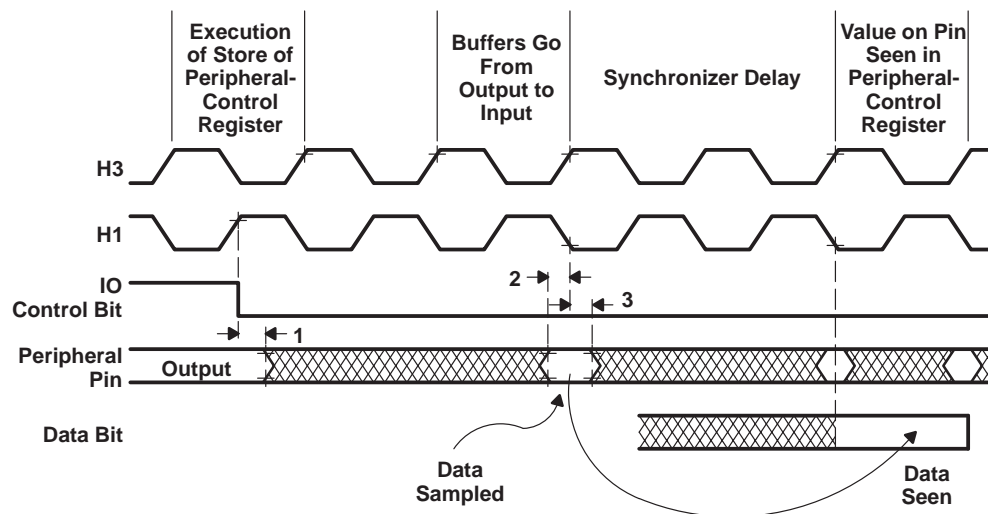 Execution
of Store of
Peripheral-
Control
Register
Buffers Go
From
Output to
Input
Synchronizer Delay
Value on Pin
Seen in
Peripheral-
Control
Register
H3
H1
IO
Control Bit
2
3
1
Peripheral
Pin
Output
Data Bit
Data
Sampled
Data
Seen